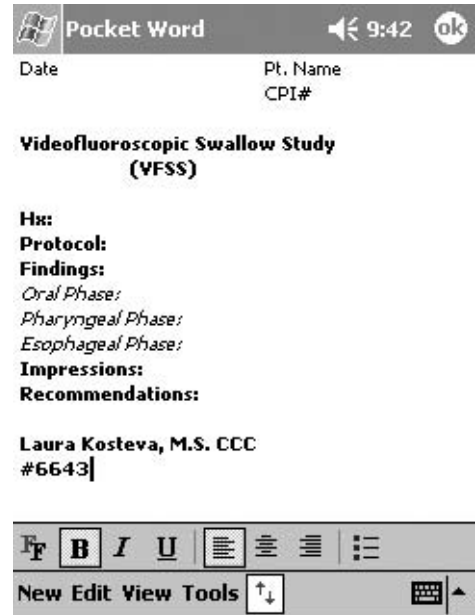 Pocket Word 9:42 ok
Date Pt. Name
CPI#
Videofluoroscopic Swallow Study
(VFSS)
Hx:
Protocol:
Findings:
Oral Phase:
Pharyngeal Phase:
Esophageal Phase:
Impressions:
Recommendations:
Laura Kosteva, M.S. CCC
#6643
FF B I U
New Edit View Tools